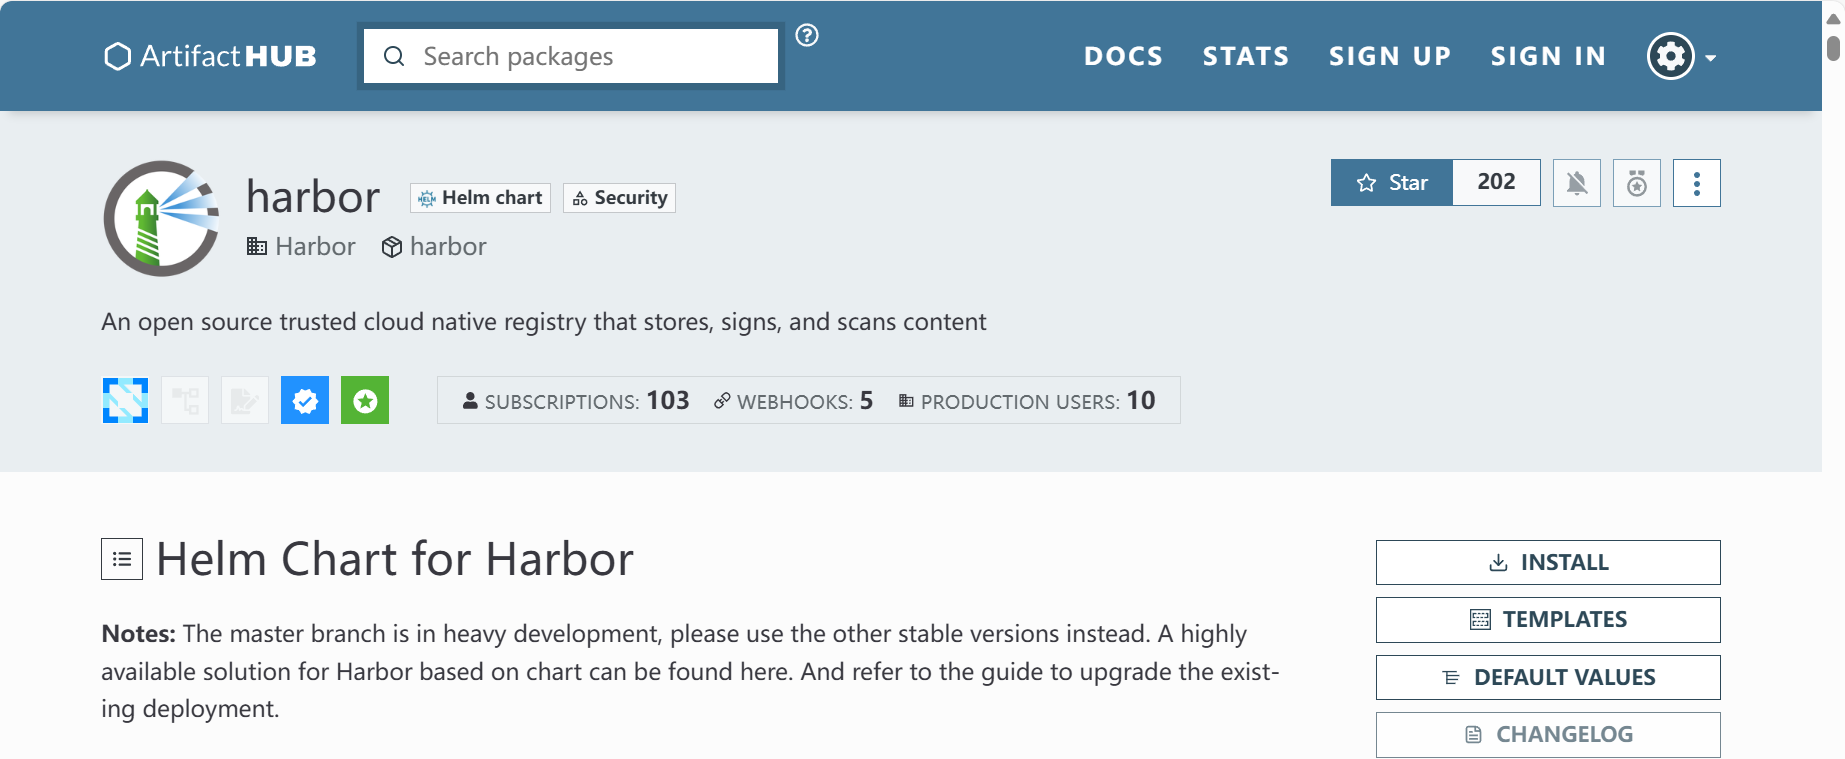 ArtifactHUB
Search packages
DOCS
STATS
SIGN UP
SIGN IN
harbor
HELM Helm chart
Security
Star
202
Harbor
harbor
An open source trusted cloud native registry that stores, signs, and scans content
SUBSCRIPTIONS: 103
WEBHOOKS: 5
PRODUCTION USERS: 10
Helm Chart for Harbor
Notes: The master branch is in heavy development, please use the other stable versions instead. A highly
available solution for Harbor based on chart can be found here. And refer to the guide to upgrade the exist-
ing deployment.
INSTALL
TEMPLATES
DEFAULT VALUES
CHANGELOG